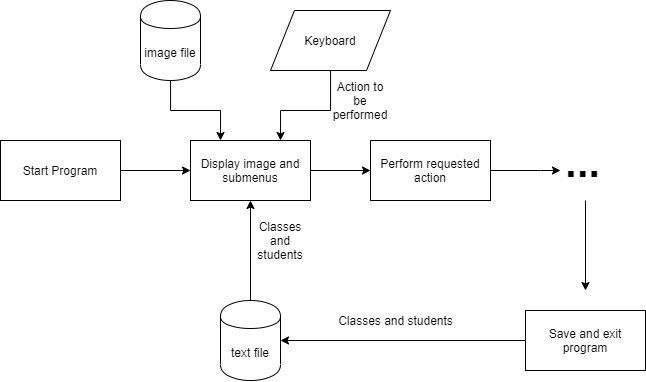 image file
Keyboard
Action to
be
performed
Start Program
Display image and
submenus
Perform requested
action
...
Classes
and
students
Classes and students
text file
Save and exit
program